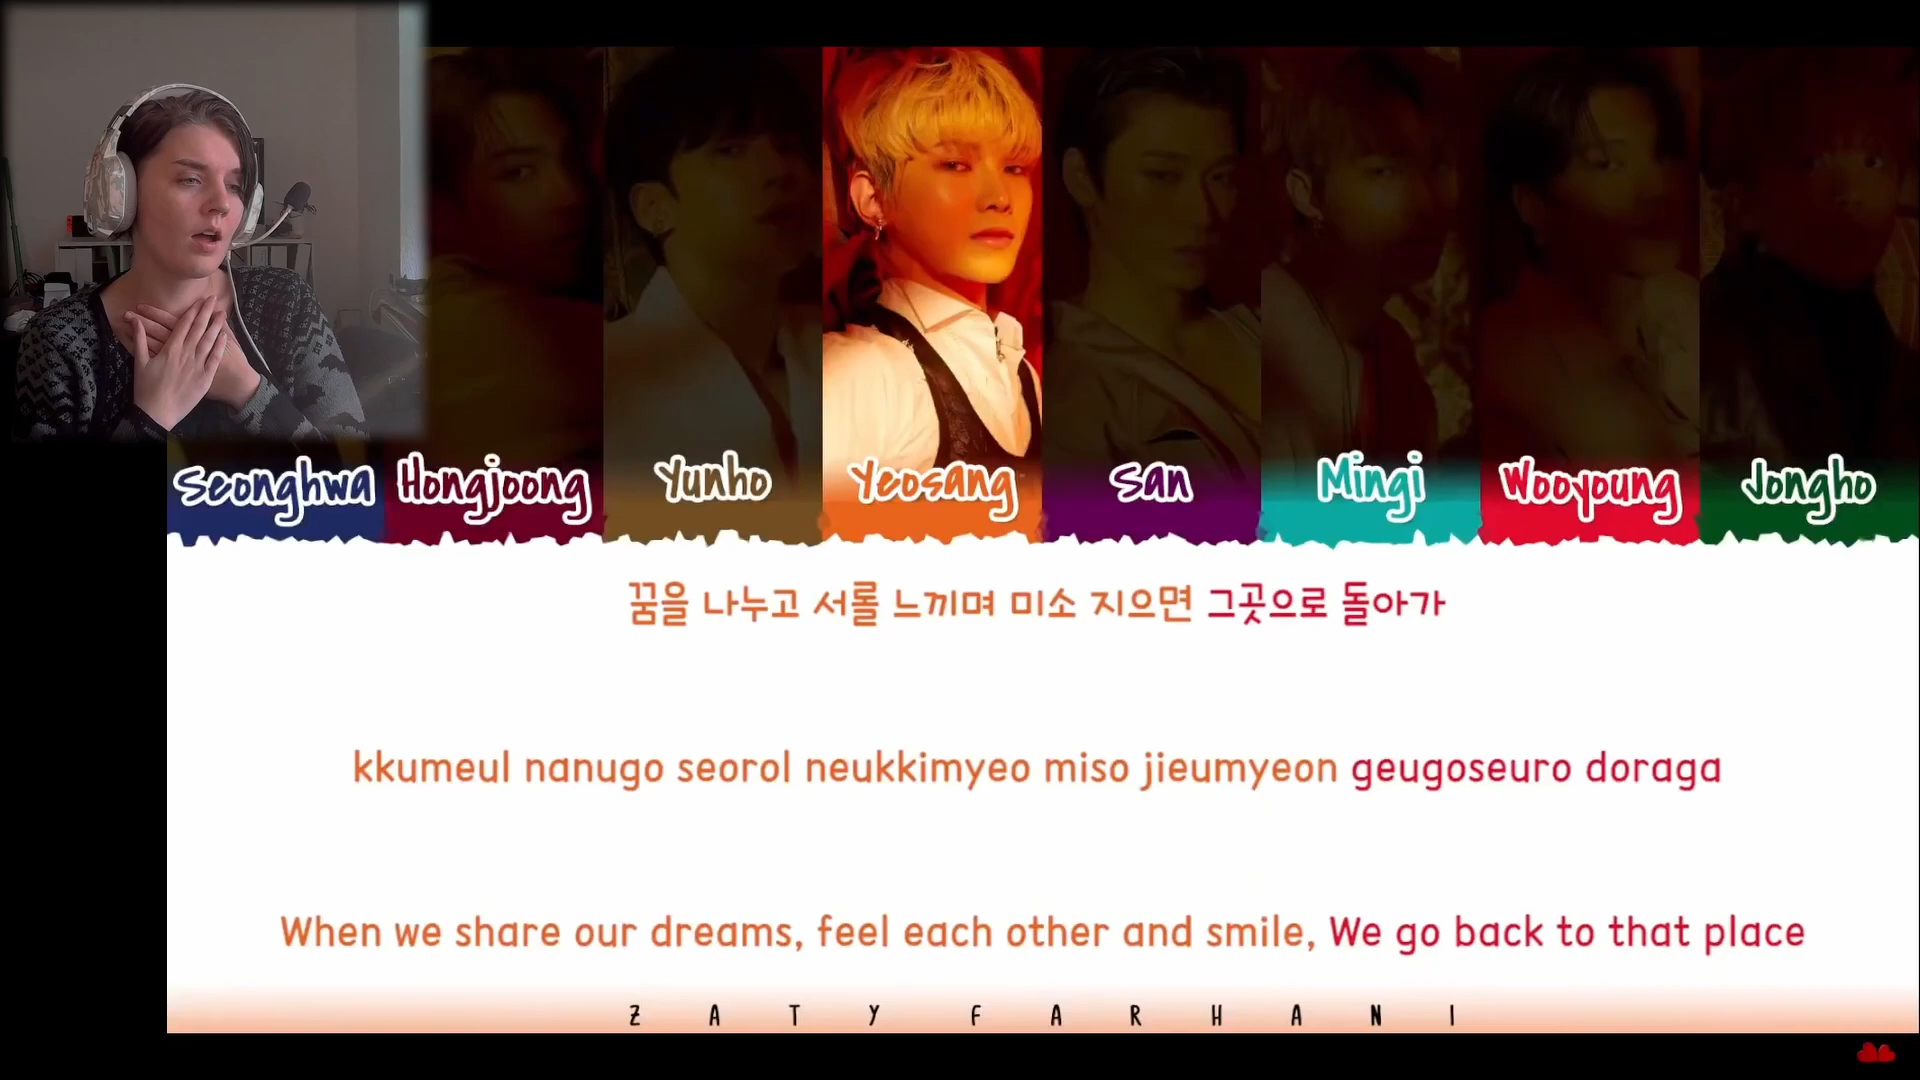 Seonghwa Hongjoong Yunho Yeosang San Mingi Wooyoung Jongho
꿈을 나누고 서롤 느끼며 미소 지으면 그곳으로 돌아가
kkumeul nanugo seorol neukkimyeo miso jieumyeon geugoseuro doraga
When we share our dreams, feel each other and smile, We go back to that place
ZATY FARHANI